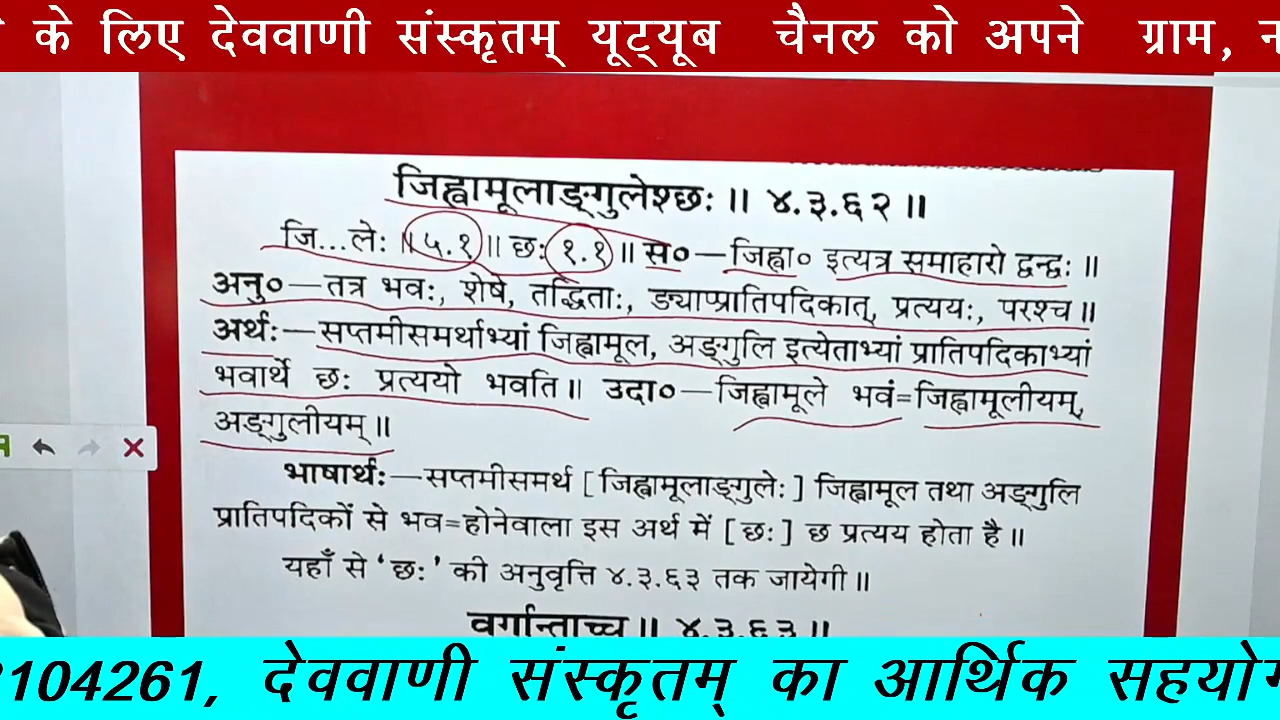 के लिए देववाणी संस्कृतम् यूट्यूब चैनल को अपने ग्राम,
जिह्वामूलाङ्गुलेश्छः ॥ ४.३.६२ ॥
जि...लेः ॥ ५.१ ॥ छः १.१ ॥ स०—जिह्वा० इत्यत्र समाहारो द्वन्द्वः ॥
अनु०—तत्र भवः, शेषे, तद्धिताः, ङ्याप्प्रातिपदिकात्, प्रत्ययः, परश्च ॥
अर्थः—सप्तमीसमर्थाभ्यां जिह्वामूल, अङ्गुलि इत्येताभ्यां प्रातिपदिकाभ्यां
भवार्थे छः प्रत्ययो भवति ॥ उदा०—जिह्वामूले भवं=जिह्वामूलीयम्,
अङ्गुलीयम् ॥
भाषार्थः—सप्तमीसमर्थ [जिह्वामूलाङ्गुलेः] जिह्वामूल तथा अङ्गुलि
प्रातिपदिकों से भव=होनेवाला इस अर्थ में [छः] छ प्रत्यय होता है ॥
यहाँ से ‘छः’ की अनुवृत्ति ४.३.६३ तक जायेगी ॥
वर्गान्ताच्च ॥ ४.३.६३ ॥
104261, देववाणी संस्कृतम् का आर्थिक सहयोग